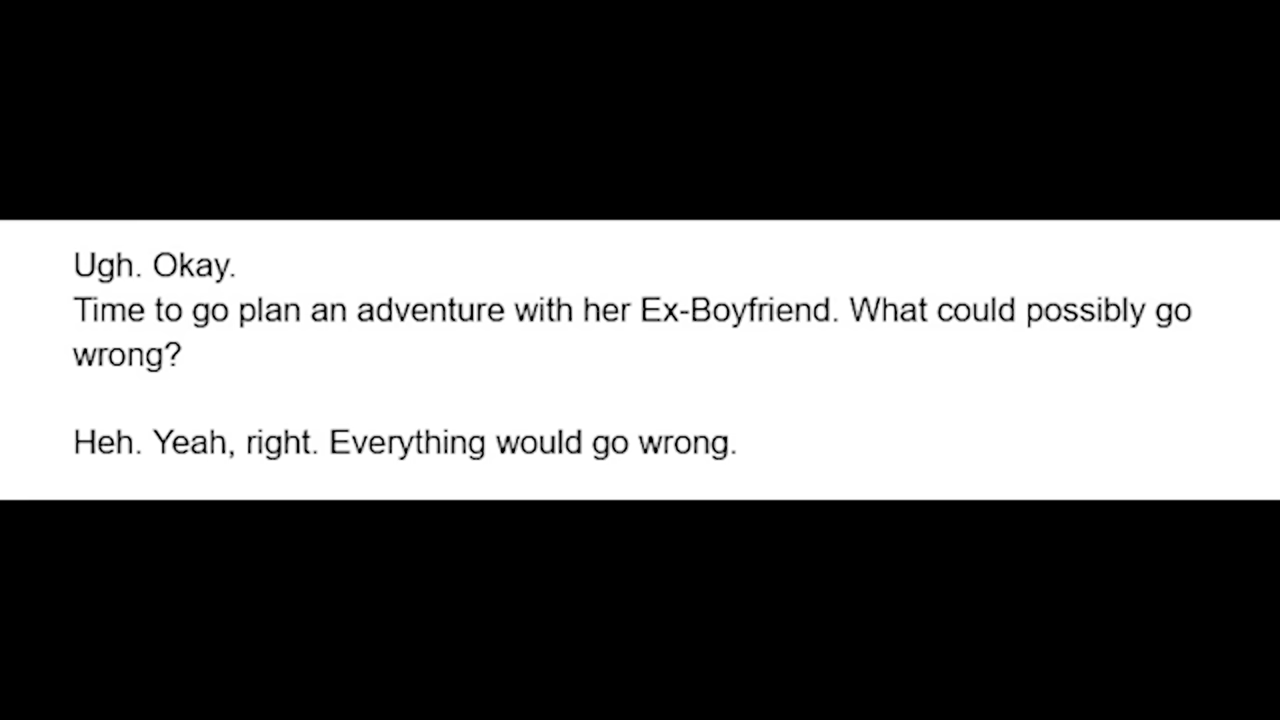 Ugh. Okay.
Time to go plan an adventure with her Ex-Boyfriend. What could possibly go
wrong?
Heh. Yeah, right. Everything would go wrong.